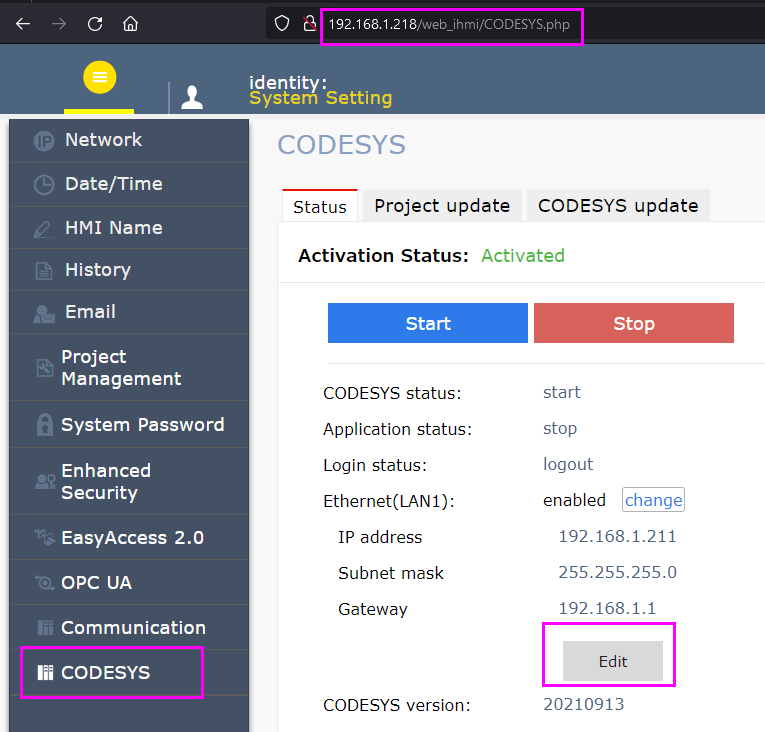 192.168.1.218/web_ihmi/CODESYS.php
identity:
System Setting
IP Network
Date/Time
HMI Name
History
Email
Project
Management
System Password
Enhanced
Security
EasyAccess 2.0
OPC UA
Communication
CODESYS
CODESYS
Status Project update CODESYS update
Activation Status: Activated
Start Stop
CODESYS status: start
Application status: stop
Login status: logout
Ethernet(LAN1): enabled change
IP address 192.168.1.211
Subnet mask 255.255.255.0
Gateway 192.168.1.1
Edit
CODESYS version: 20210913